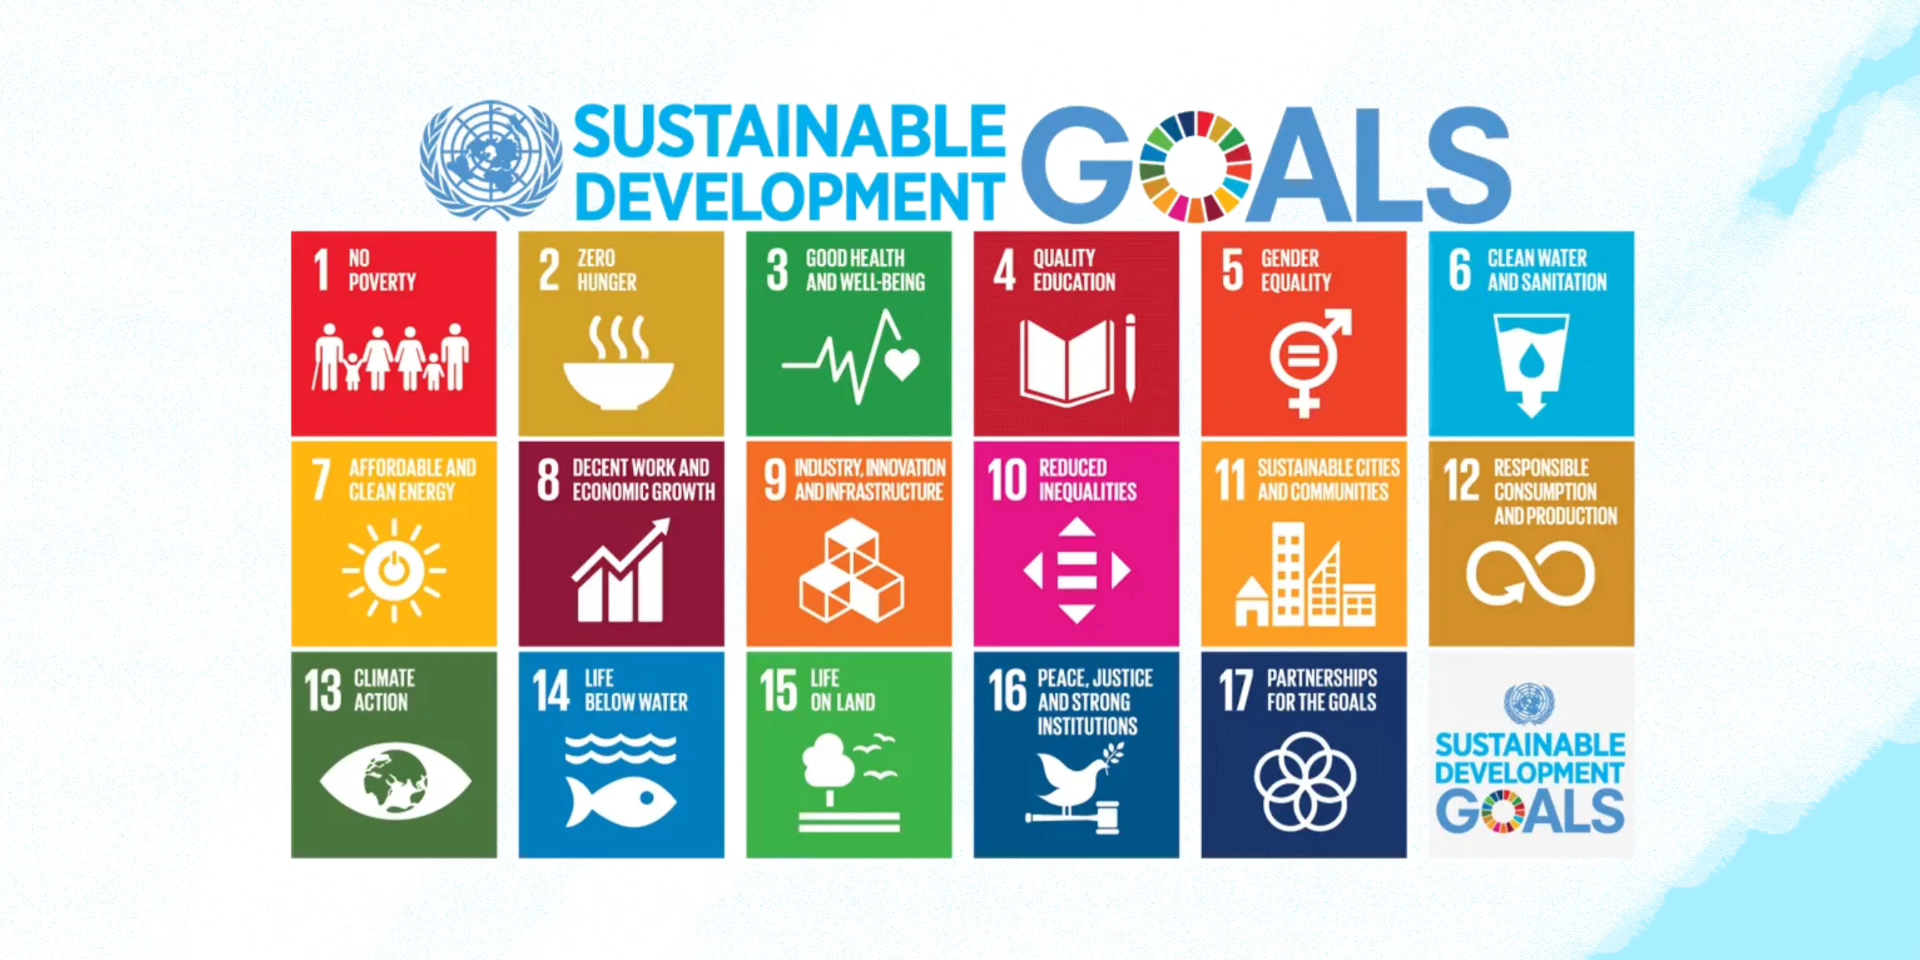 SUSTAINABLE
DEVELOPMENT
GOALS
1 NO
POVERTY
2 ZERO
HUNGER
3 GOOD HEALTH
AND WELL-BEING
4 QUALITY
EDUCATION
5 GENDER
EQUALITY
6 CLEAN WATER
AND SANITATION
7 AFFORDABLE AND
CLEAN ENERGY
8 DECENT WORK AND
ECONOMIC GROWTH
9 INDUSTRY, INNOVATION
AND INFRASTRUCTURE
10 REDUCED
INEQUALITIES
11 SUSTAINABLE CITIES
AND COMMUNITIES
12 RESPONSIBLE
CONSUMPTION
AND PRODUCTION
13 CLIMATE
ACTION
14 LIFE
BELOW WATER
15 LIFE
ON LAND
16 PEACE, JUSTICE
AND STRONG
INSTITUTIONS
17 PARTNERSHIPS
FOR THE GOALS
SUSTAINABLE
DEVELOPMENT
GOALS